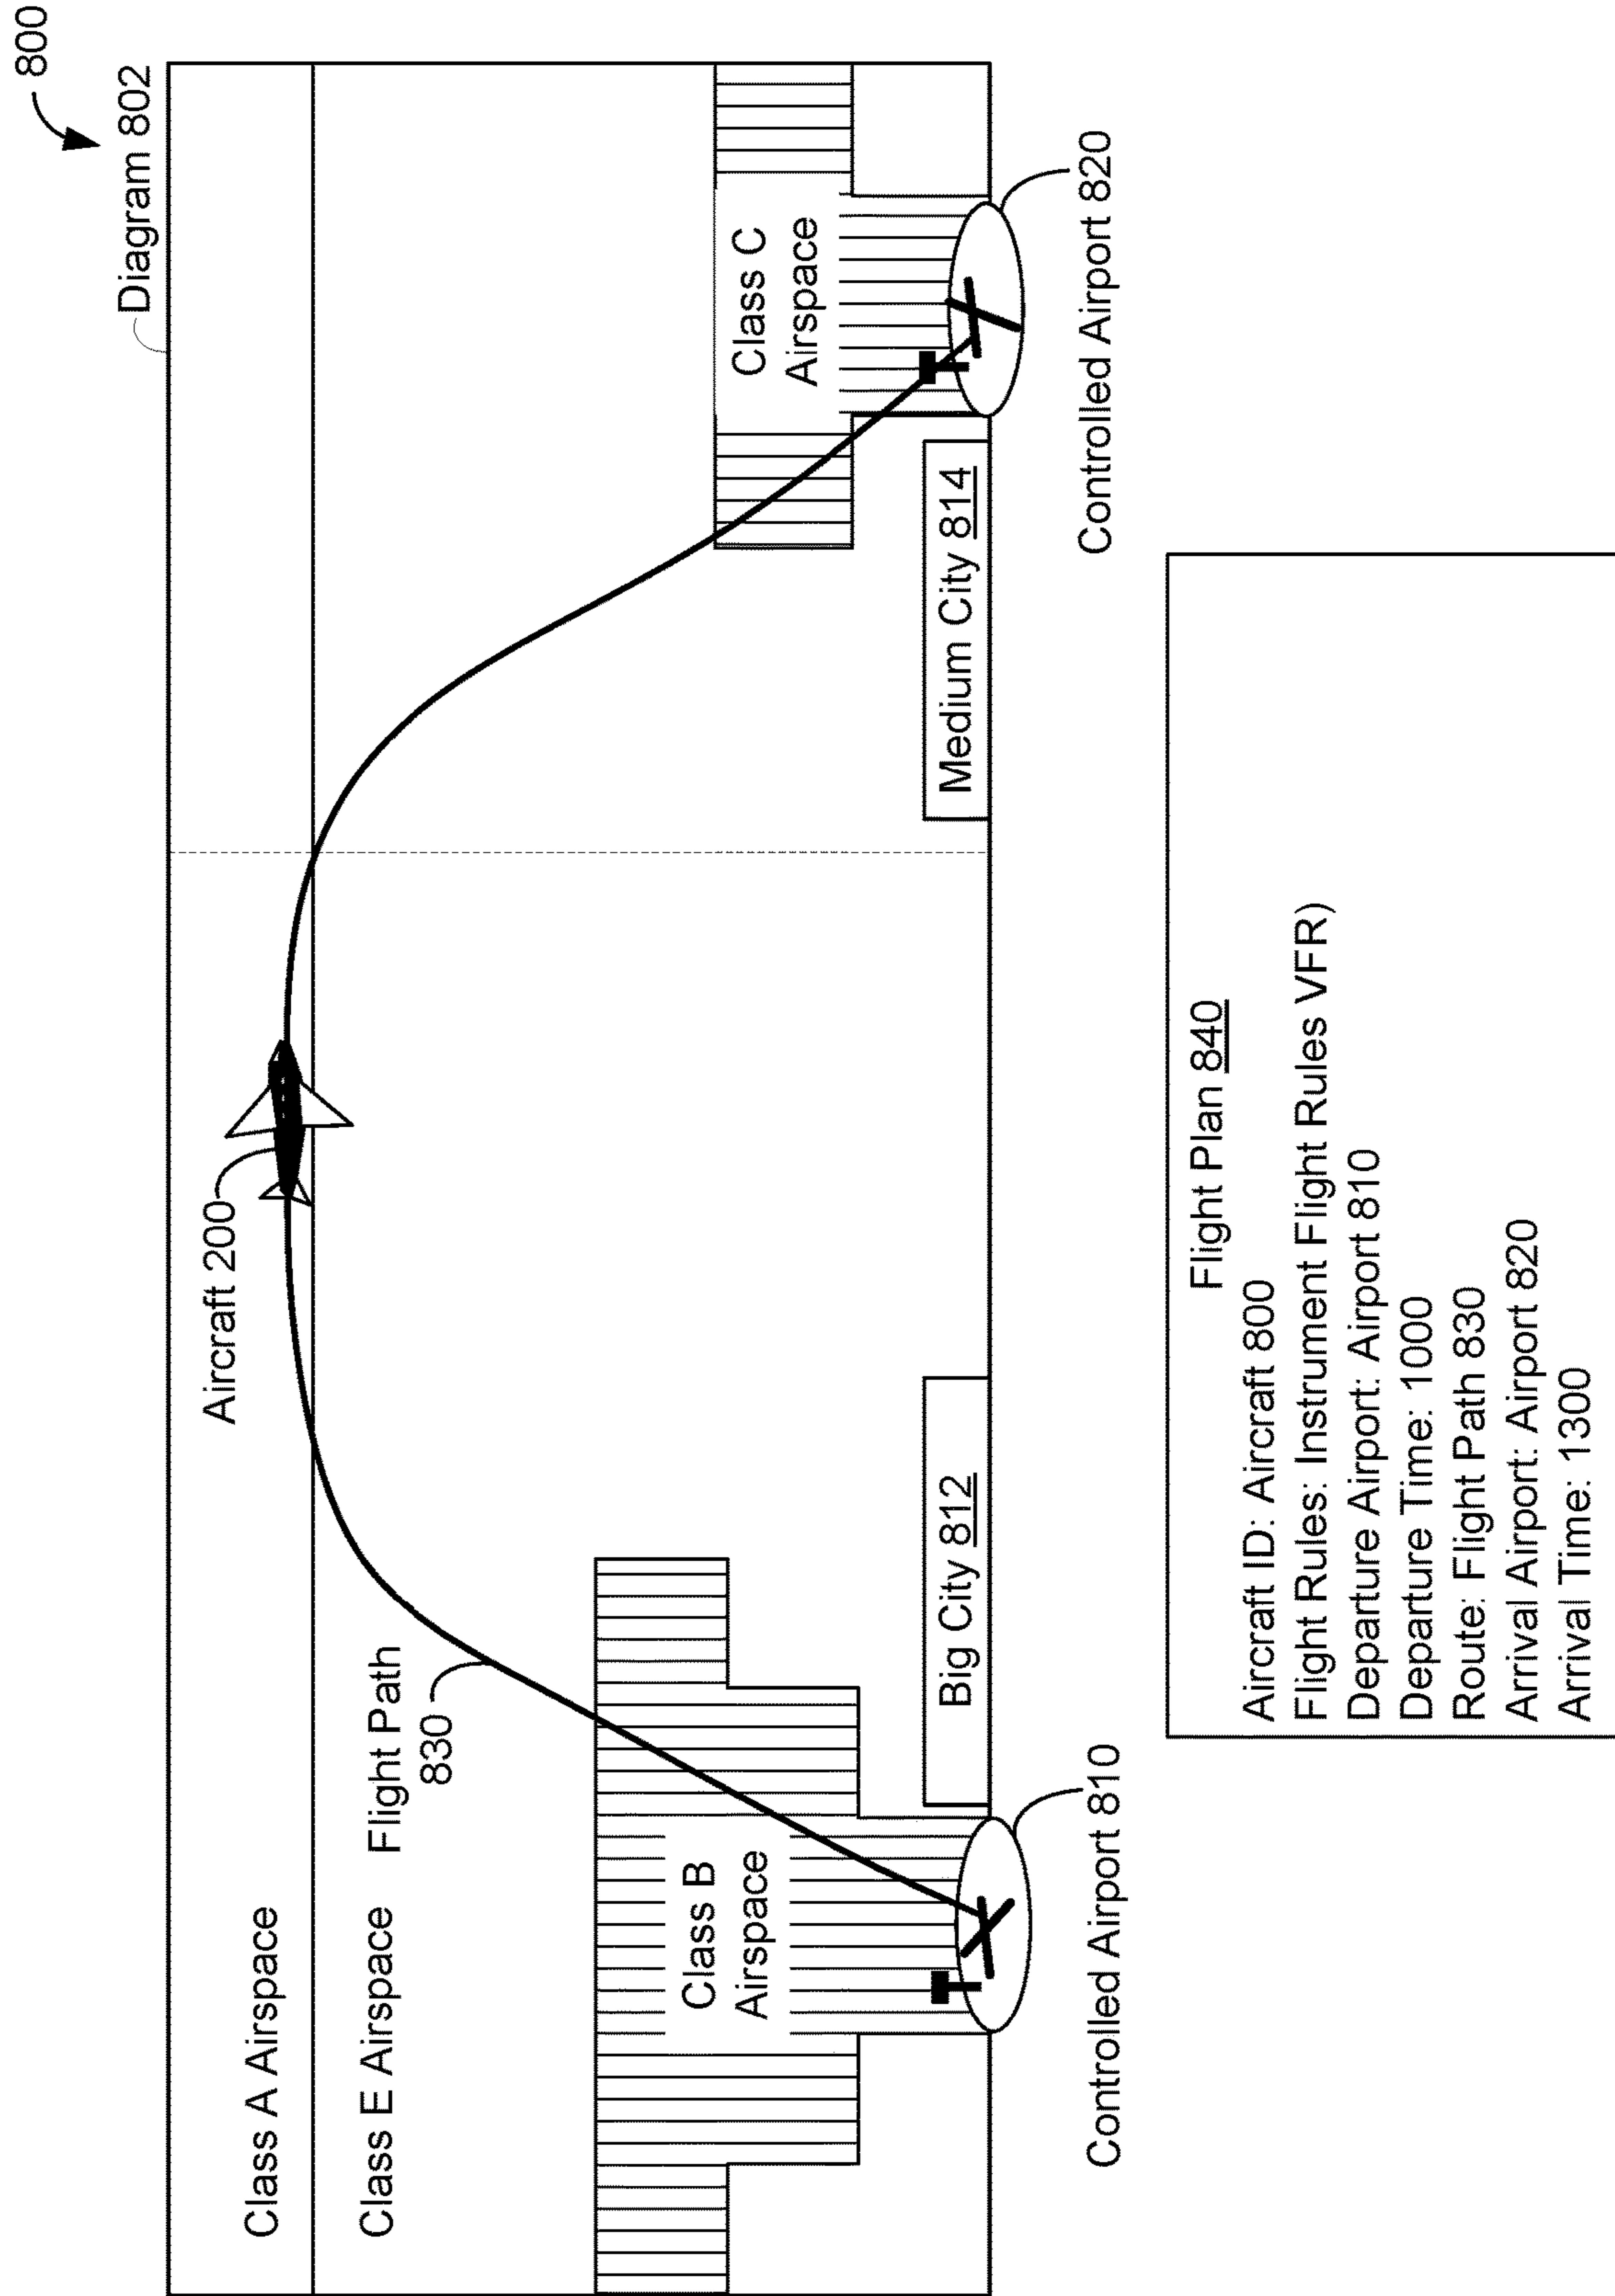 800
Diagram 802
Class A Airspace
Aircraft 200
Class E Airspace
Flight Path
830
Class B
Airspace
Class C
Airspace
Big City 812
Medium City 814
Controlled Airport 810
Controlled Airport 820
Flight Plan 840
Aircraft ID: Aircraft 800
Flight Rules: Instrument Flight Rules VFR)
Departure Airport: Airport 810
Departure Time: 1000
Route: Flight Path 830
Arrival Airport: Airport 820
Arrival Time: 1300